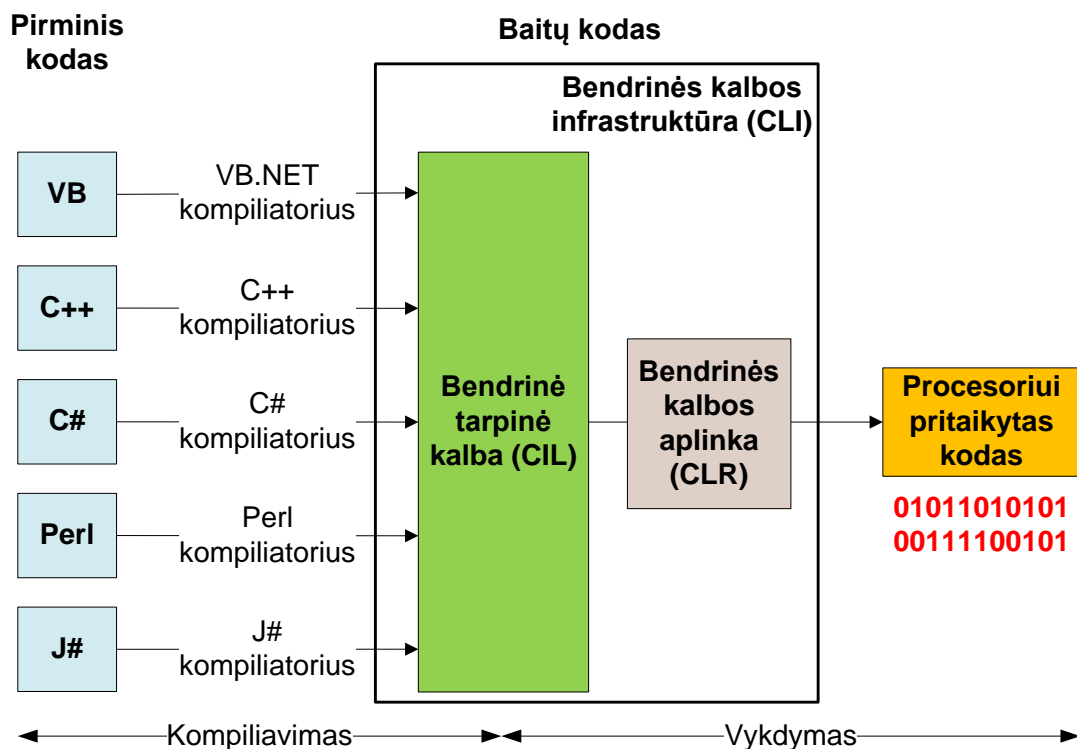 Pirminis
kodas
Baitų kodas
Bendrinės kalbos
infrastruktūra (CLI)
VB
VB.NET
kompiliatorius
C++
C++
kompiliatorius
C#
C#
kompiliatorius
Perl
Perl
kompiliatorius
J#
J#
kompiliatorius
Bendrinė
tarpinė
kalba (CIL)
Bendrinės
kalbos
aplinka
(CLR)
Procesoriui
pritaikytas
kodas
01011010101
00111100101
Kompiliavimas
Vykdymas